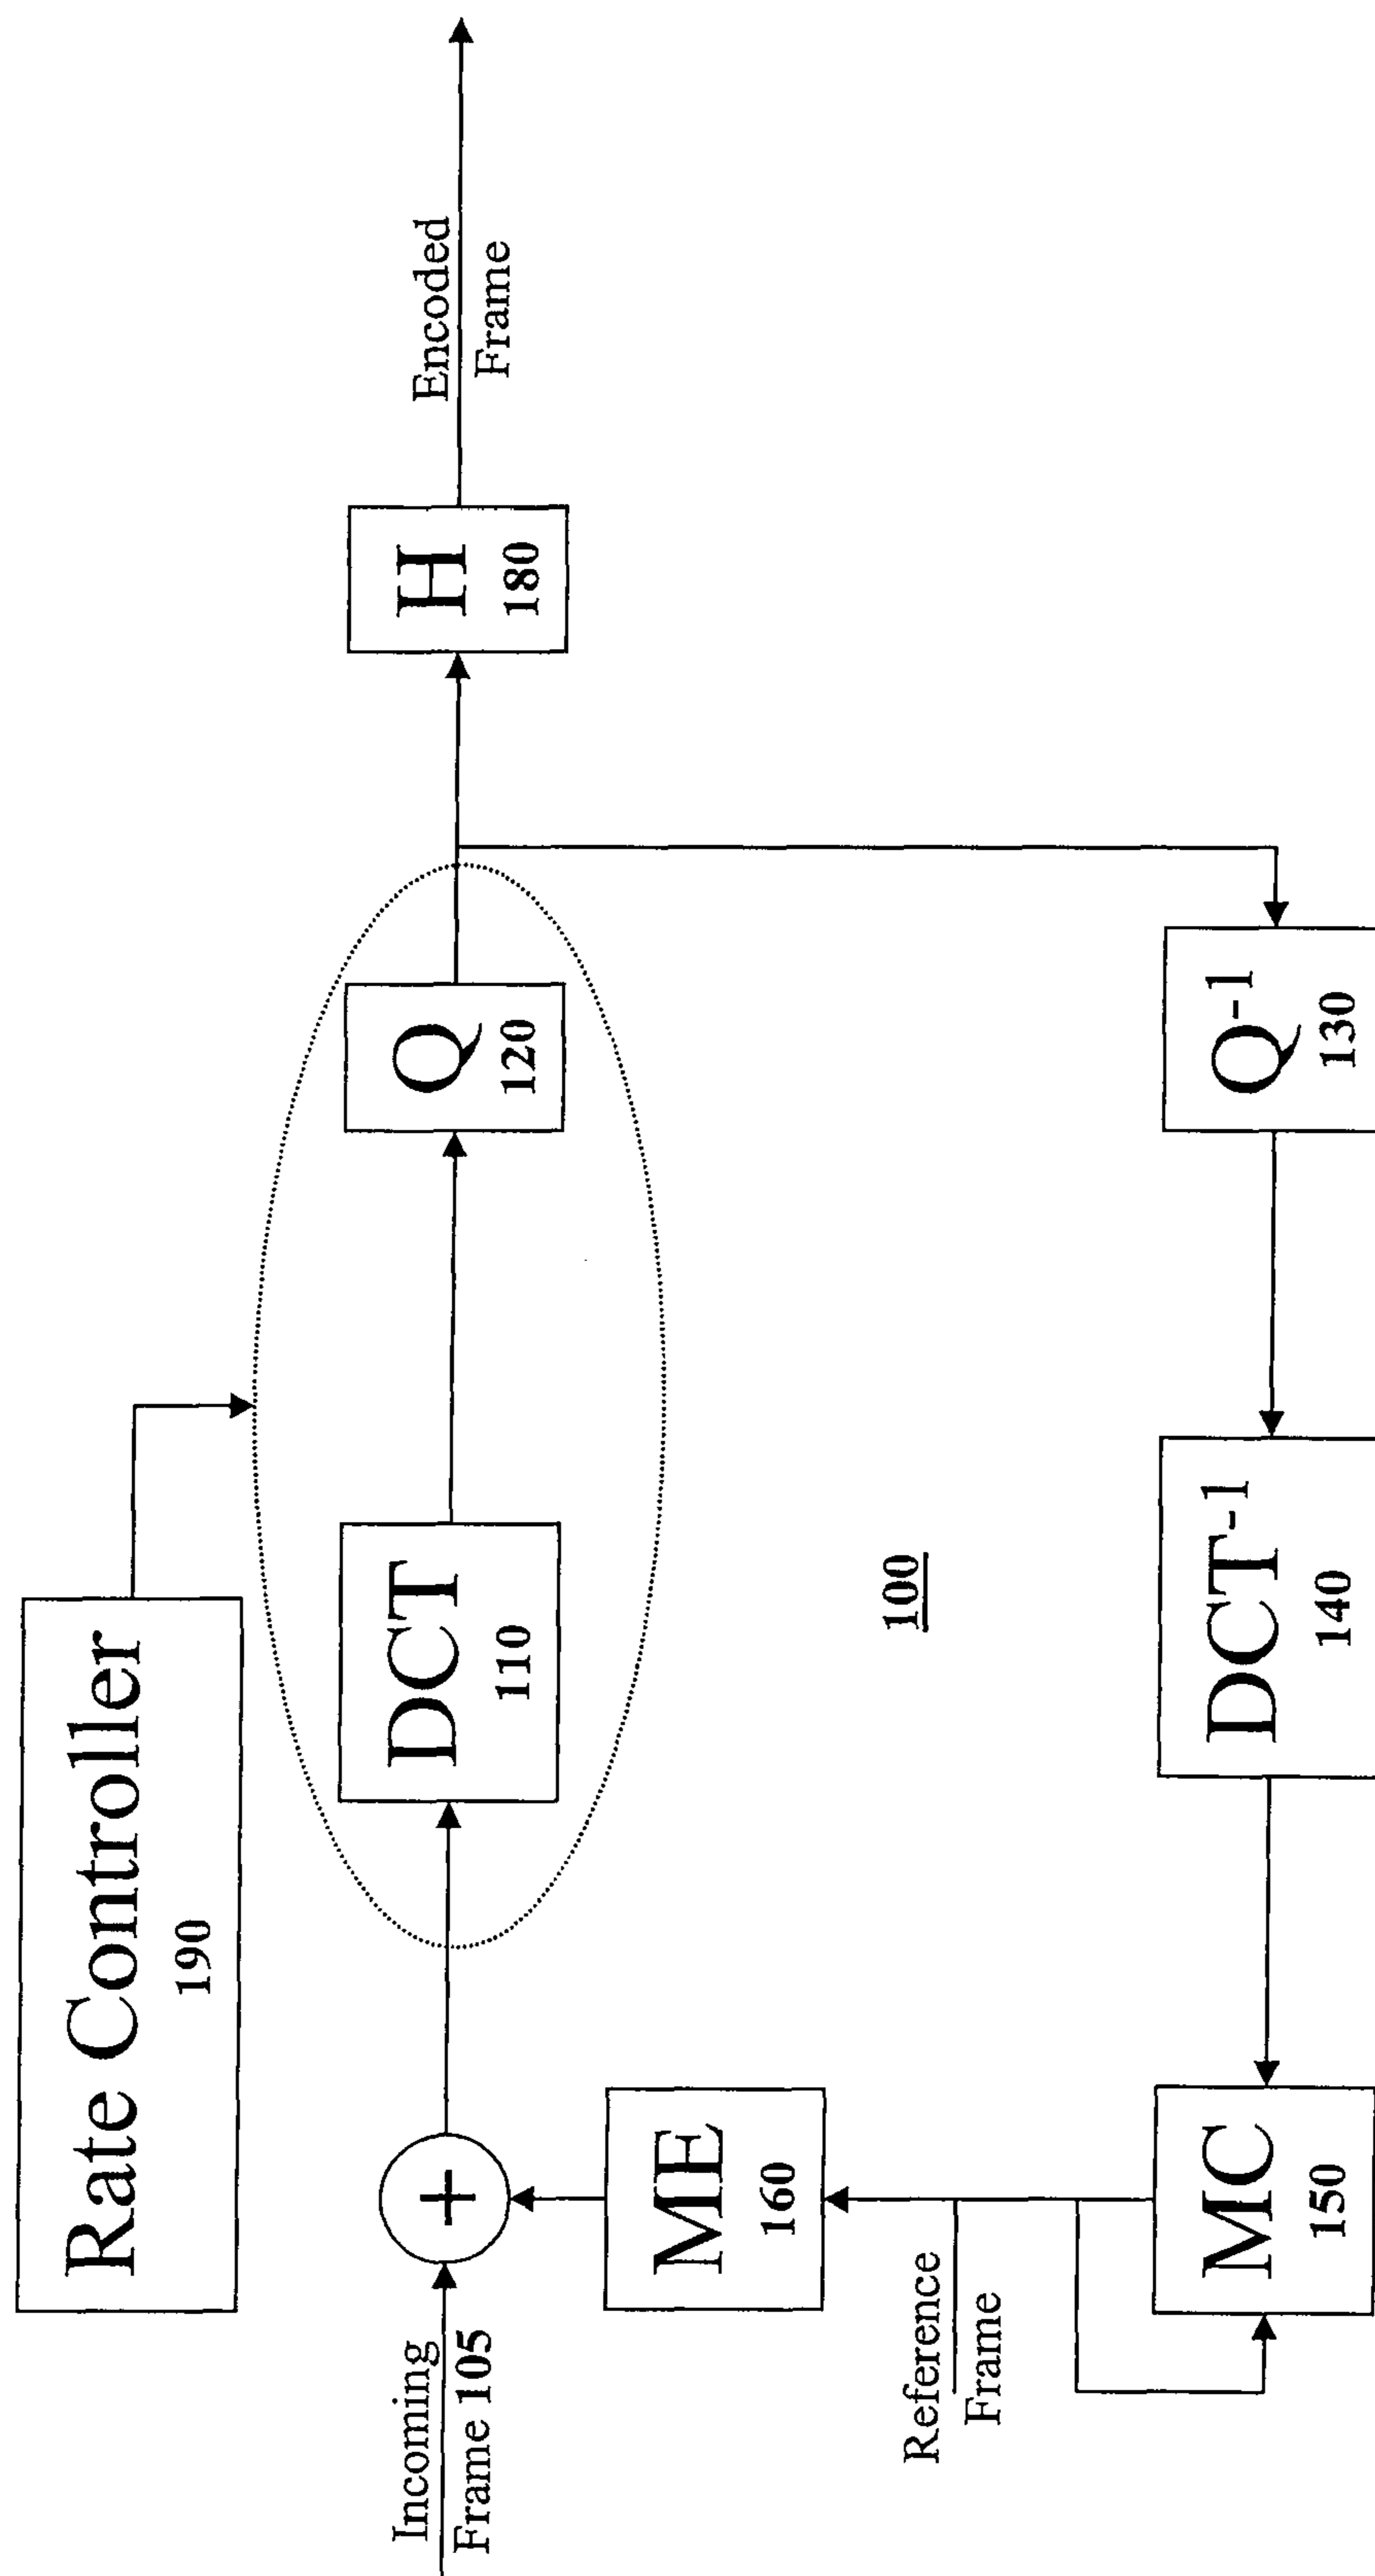 Rate Controller
190
Incoming
Frame 105
+
DCT
110
Q
120
H
180
Encoded
Frame
ME
160
100
Reference
Frame
MC
150
DCT-1
140
Q-1
130